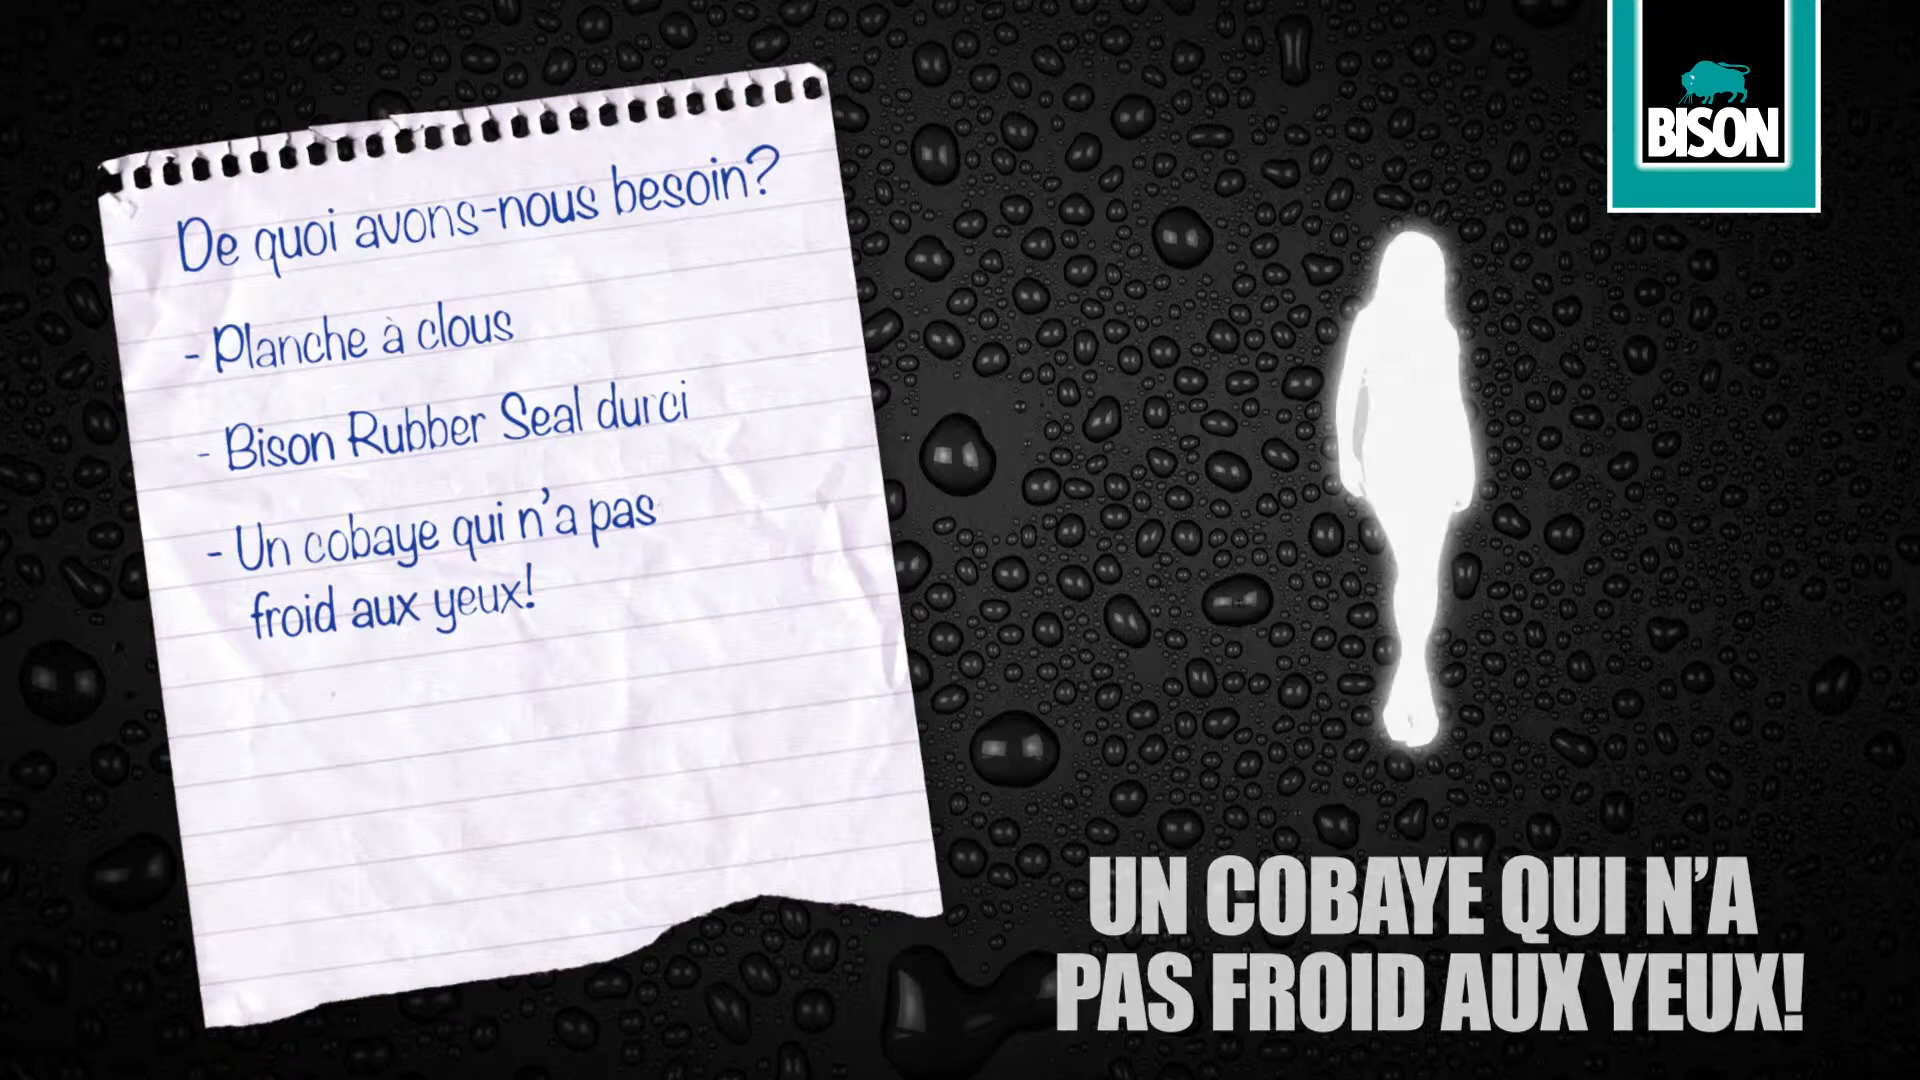 De quoi avons-nous besoin?
- Planche à clous
- Bison Rubber Seal durci
- Un cobaye qui n'a pas
froid aux yeux!
BISON
UN COBAYE QUI N'A
PAS FROID AUX YEUX!